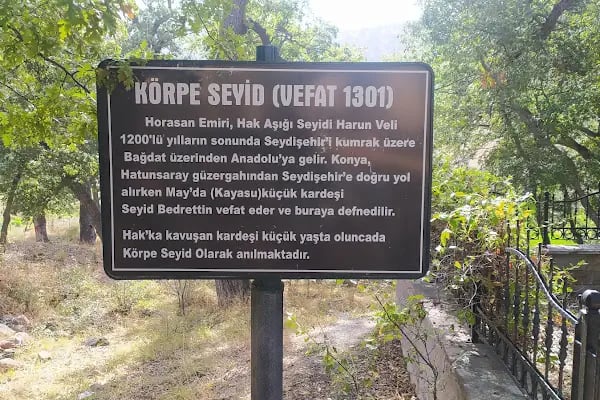 KÖRPE SEYID (VEFAT 1301)
Horasan Emiri, Hak Aşığı Seyidi Harun Veli
1200'lü yılların sonunda Seydişehir'i kumrak üzere
Bağdat üzerinden Anadolu'ya gelir. Konya,
Hatunsaray güzergahından Seydişehir'e doğru yol
alırken May'da (Kayasu)küçük kardeşi
Seyid Bedrettin vefat eder ve buraya defnedilir.
Hak'ka kavuşan kardeşi küçük yaşta oluncada
Körpe Seyid Olarak anılmaktadır.